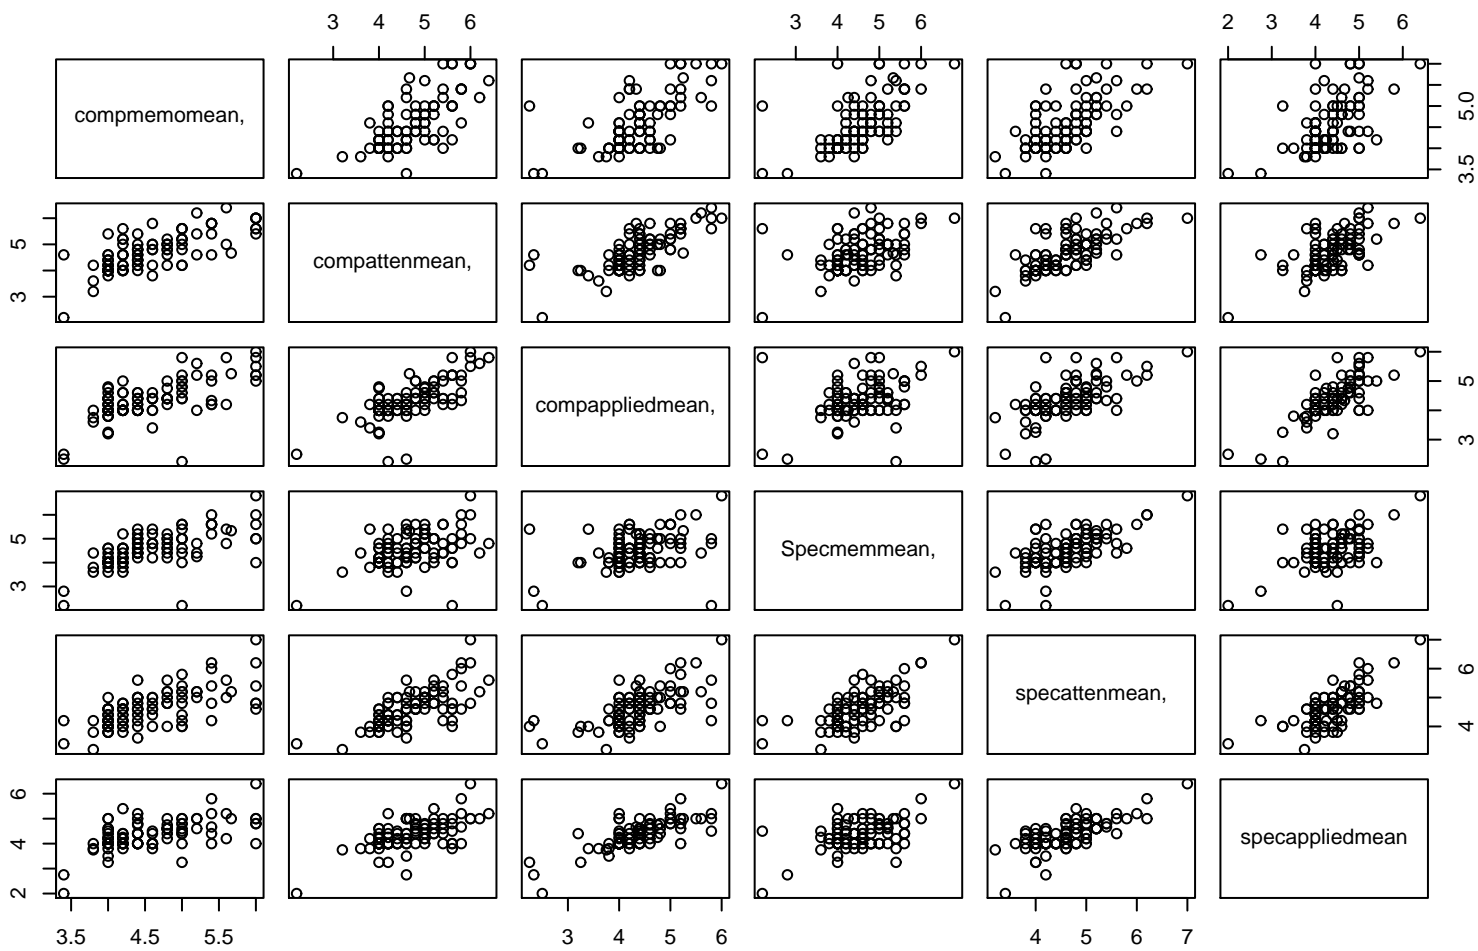 3 4 5 6 3 4 5 6 2 3 4 5 6
compmemomean,
3.5 5.0
3 5
compattenmean,
compappliedmean,
3 5
3 5
Specmemmean,
specattenmean,
4 6
2 4 6
specappliedmean
3.5 4.5 5.5 3 4 5 6 4 5 6 7